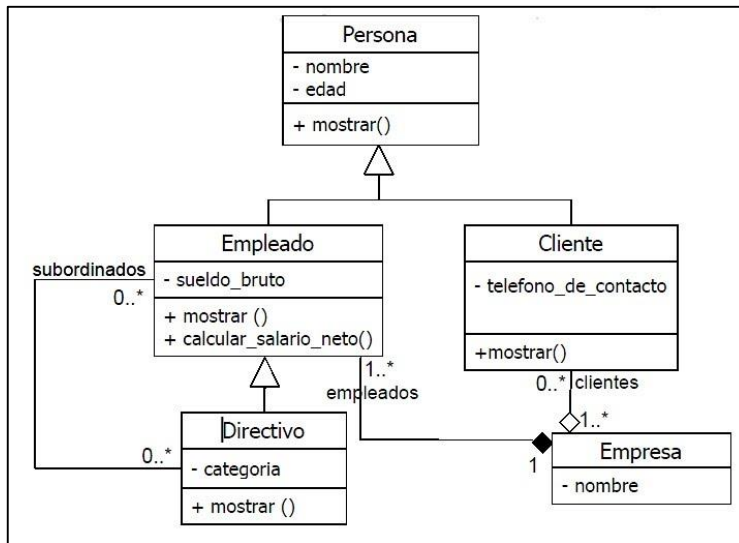 Persona
- nombre
- edad
+ mostrar()
Empleado
- sueldo_bruto
+ mostrar ()
+ calcular_salario_neto()
Cliente
- telefono_de_contacto
+mostrar()
subordinados
0..*
1..*
empleados
0..*
clientes
1..*
Directivo
- categoria
+ mostrar ()
0..*
1
Empresa
- nombre